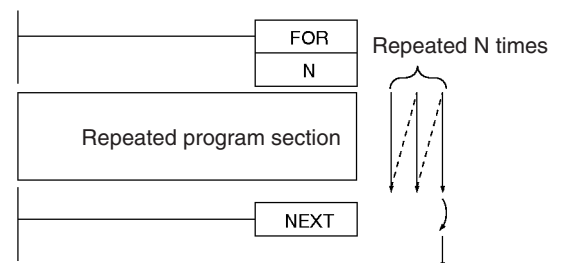 FOR
Repeated N times
N
Repeated program section
NEXT